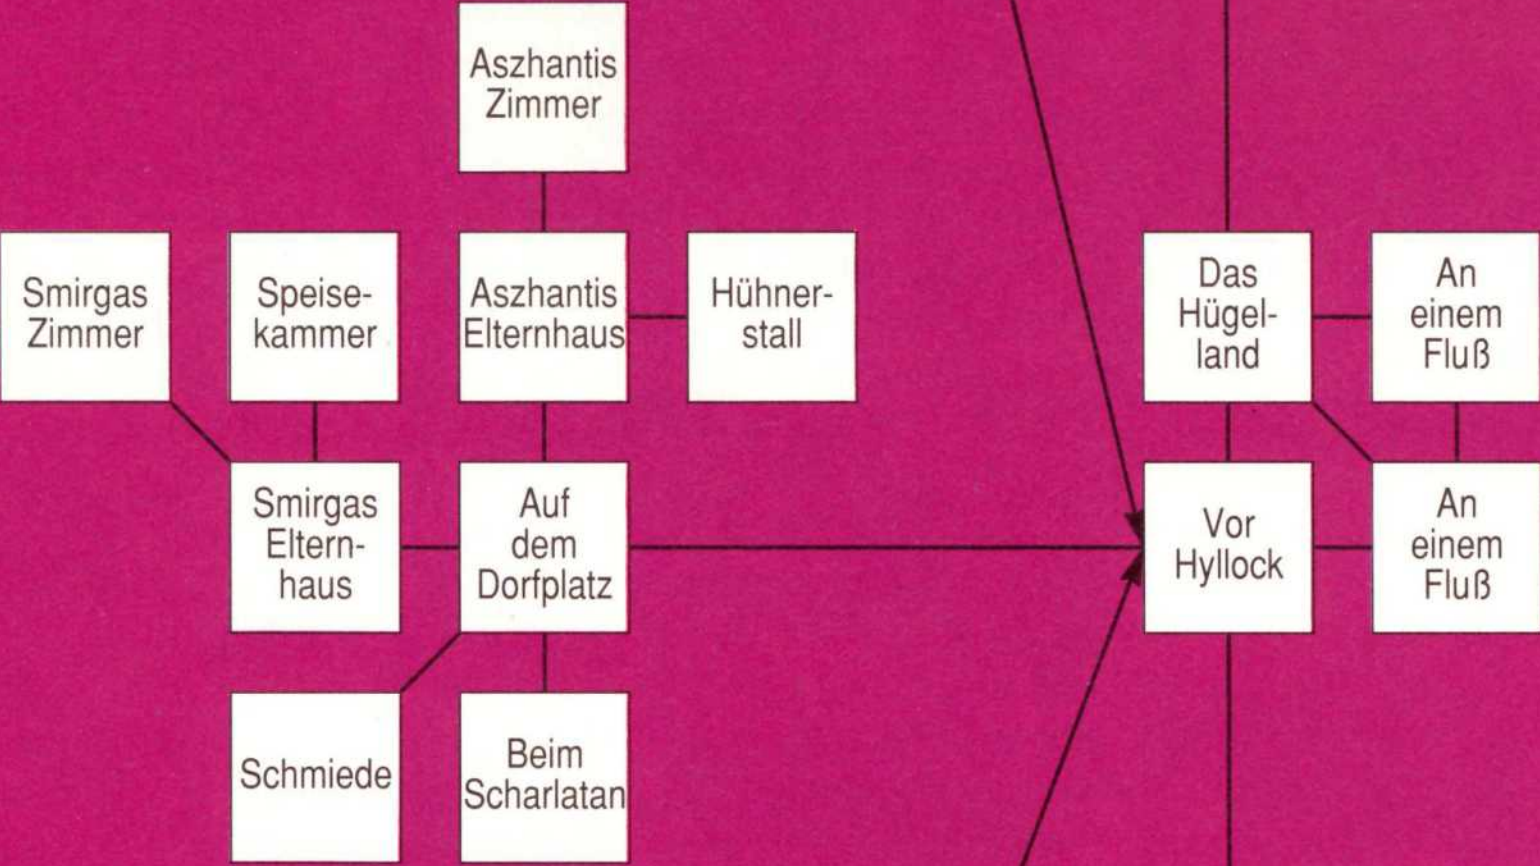 Aszhantis
Zimmer
Smirgas
Zimmer
Speise-
kammer
Aszhantis
Elternhaus
Hühner-
stall
Das
Hügel-
land
An
einem
Fluß
Smirgas
Eltern-
haus
Auf
dem
Dorfplatz
Vor
Hyllock
An
einem
Fluß
Schmiede
Beim
Scharlatan